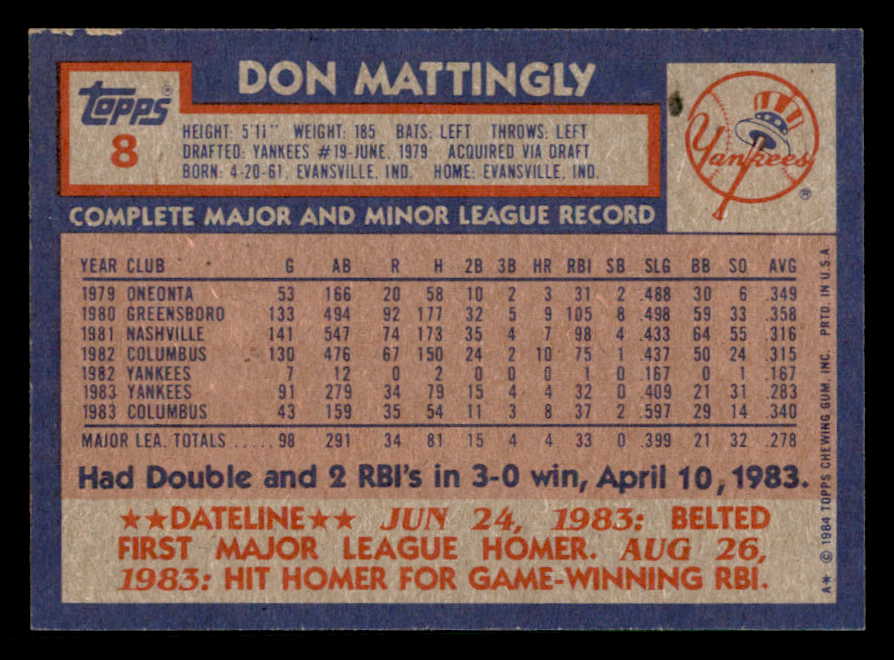 DON MATTINGLY
Topps®
8
HEIGHT: 5'11" WEIGHT: 185 BATS: LEFT THROWS: LEFT
DRAFTED: YANKEES #19-JUNE, 1979 ACQUIRED VIA DRAFT
BORN: 4-20-61, EVANSVILLE, IND. HOME: EVANSVILLE, IND.
Yankees
®
COMPLETE MAJOR AND MINOR LEAGUE RECORD
YEAR CLUB G AB R H 2B 3B HR RBI SB SLG BB SO AVG
1979 ONEONTA 53 166 20 58 10 2 3 31 2 .488 30 6 .349
1980 GREENSBORO 133 494 92 177 32 5 9 105 8 .498 59 33 .358
1981 NASHVILLE 141 547 74 173 35 4 7 98 4 .433 64 55 .316
1982 COLUMBUS 130 476 67 150 24 2 10 75 1 .437 50 24 .315
1982 YANKEES 7 12 0 2 0 0 0 1 0 .167 0 1 .167
1983 YANKEES 91 279 34 79 15 4 4 32 0 .409 21 31 .283
1983 COLUMBUS 43 159 35 54 11 3 8 37 2 .597 29 14 .340
MAJOR LEA. TOTALS ..... 98 291 34 81 15 4 4 33 0 .399 21 32 .278
Had Double and 2 RBI's in 3-0 win, April 10, 1983.
★★DATELINE★★ JUN 24, 1983: BELTED
FIRST MAJOR LEAGUE HOMER. AUG 26,
1983: HIT HOMER FOR GAME-WINNING RBI.
A* © 1984 TOPPS CHEWING GUM, INC. PRTD. IN U.S.A